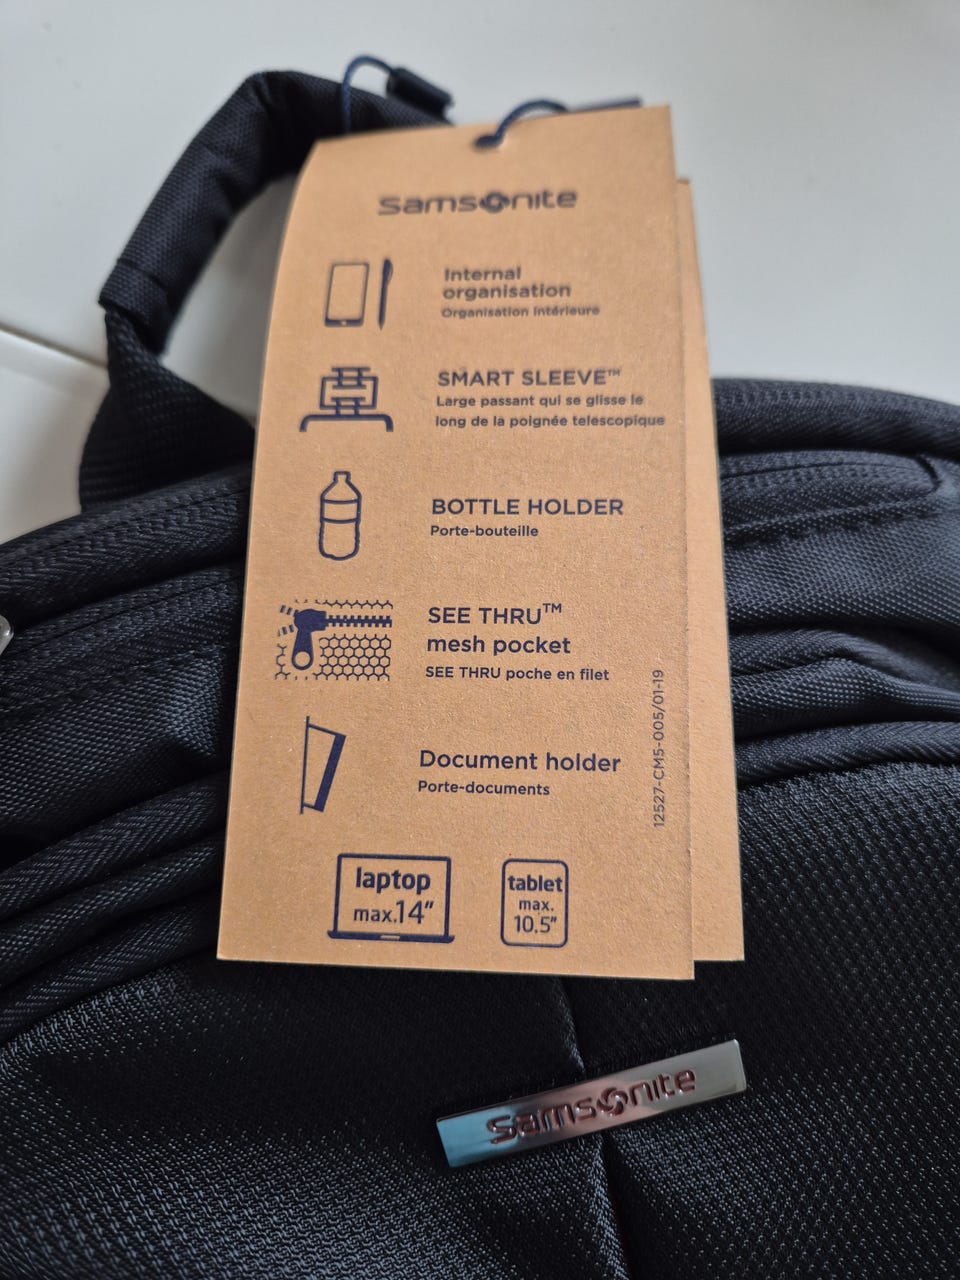 samsonite
Internal
organisation
Organisation intérieure
SMART SLEEVE™
Large passant qui se glisse le
long de la poignée telescopique
BOTTLE HOLDER
Porte-bouteille
SEE THRU™
mesh pocket
SEE THRU poche en filet
Document holder
Porte-documents
12527-CM5-005/01-19
laptop
max.14"
tablet
max.
10.5"
samsonite